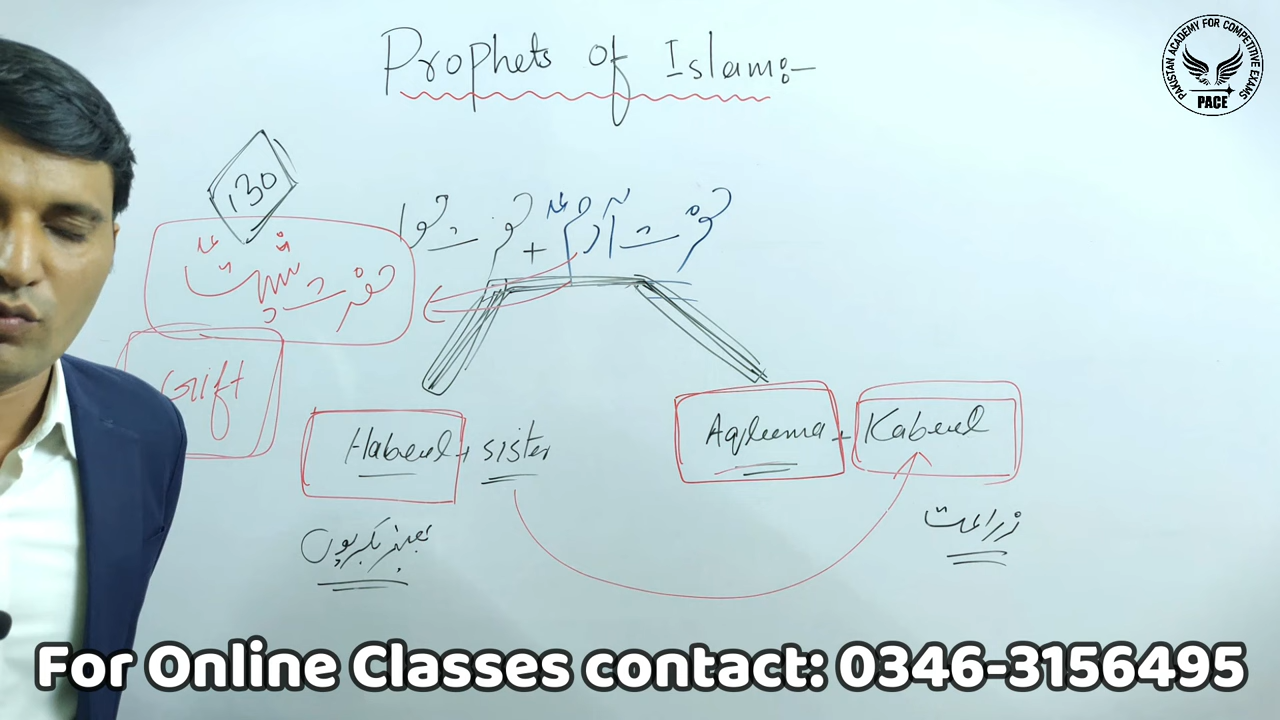 Prophets of Islam:-
PAKISTAN ACADEMY FOR COMPETITIVE EXAMS
PACE
130
حضرت آدمؑ + حضرت حوا
حضرت شیثؑ
Gift
Habeel + sister
Aqleema + Kabeel
بھیڑ بکریوں
زراعت
For Online Classes contact: 0346-3156495